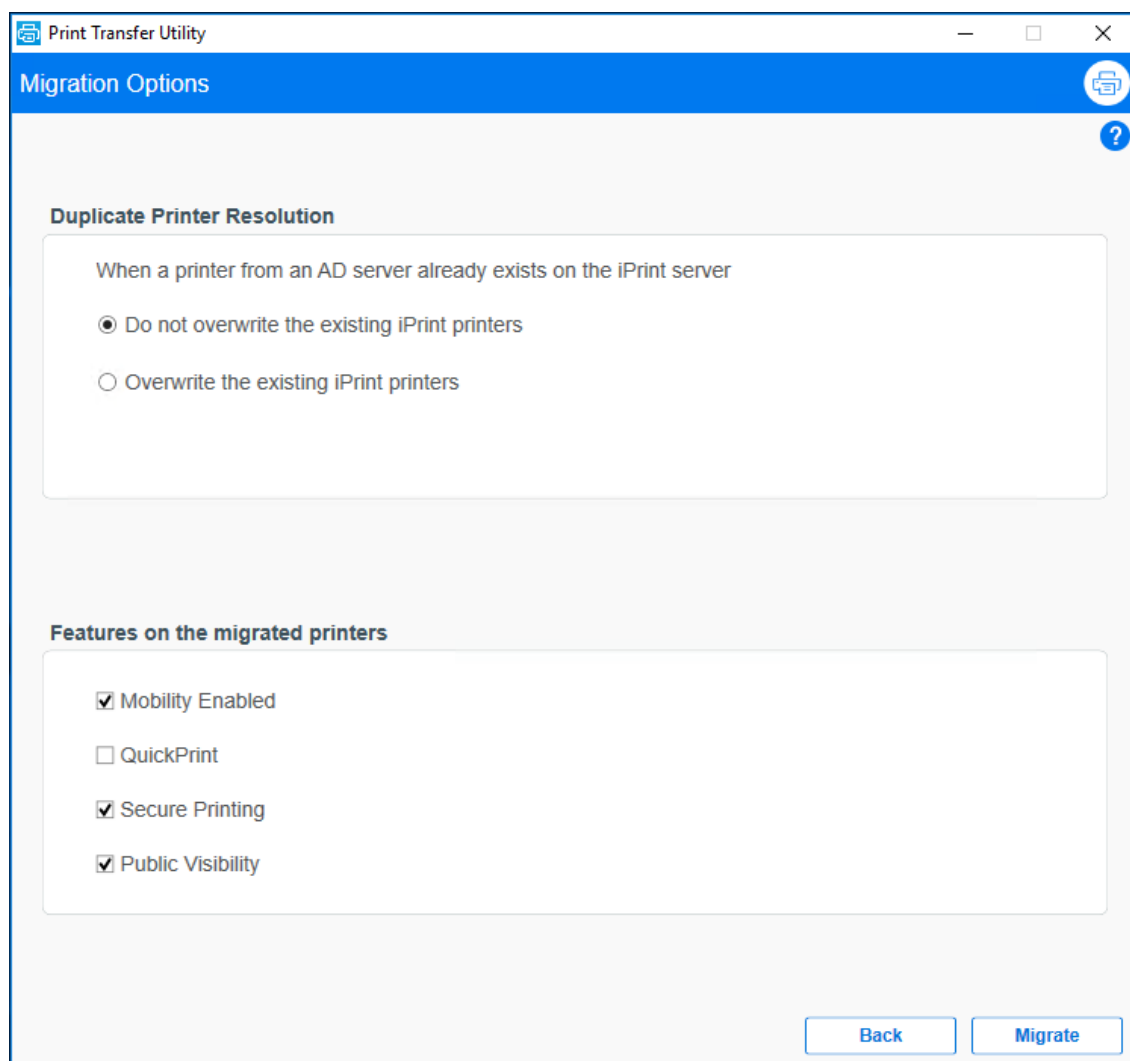 Print Transfer Utility
Migration Options
?
Duplicate Printer Resolution
When a printer from an AD server already exists on the iPrint server
Do not overwrite the existing iPrint printers
Overwrite the existing iPrint printers
Features on the migrated printers
Mobility Enabled
QuickPrint
Secure Printing
Public Visibility
Back Migrate